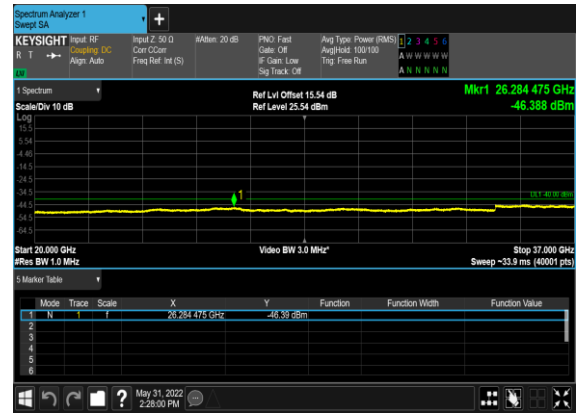 Spectrum Analyzer 1
Swept SA
KEYSIGHT Input: RF Input Z: 50 Ω #Atten: 20 dB PNO: Fast Avg Type: Power (RMS) 1 2 3 4 5 6
R T Coupling: DC Corr CCorr Gate: Off Avg|Hold: 100/100 A W W W W W
Align: Auto Freq Ref: Int (S) IF Gain: Low Trig: Free Run
LXI Sig Track: Off A N N N N N
1 Spectrum Ref Lvl Offset 15.54 dB Mkr1 26.284 475 GHz
Scale/Div 10 dB Ref Level 25.54 dBm -46.388 dBm
Log
15.5
5.54
-4.46
-14.5
-24.5
-34.5 1
-44.5
-54.5
-64.5
Start 20.000 GHz Video BW 3.0 MHz* Stop 37.000 GHz
#Res BW 1.0 MHz Sweep ~33.9 ms (40001 pts)
5 Marker Table
Mode Trace Scale X Y Function Function Width Function Value
1 N 1 f 26.284 475 GHz -46.39 dBm
2
3
4
5
6
? May 31, 2022
2:28:00 PM